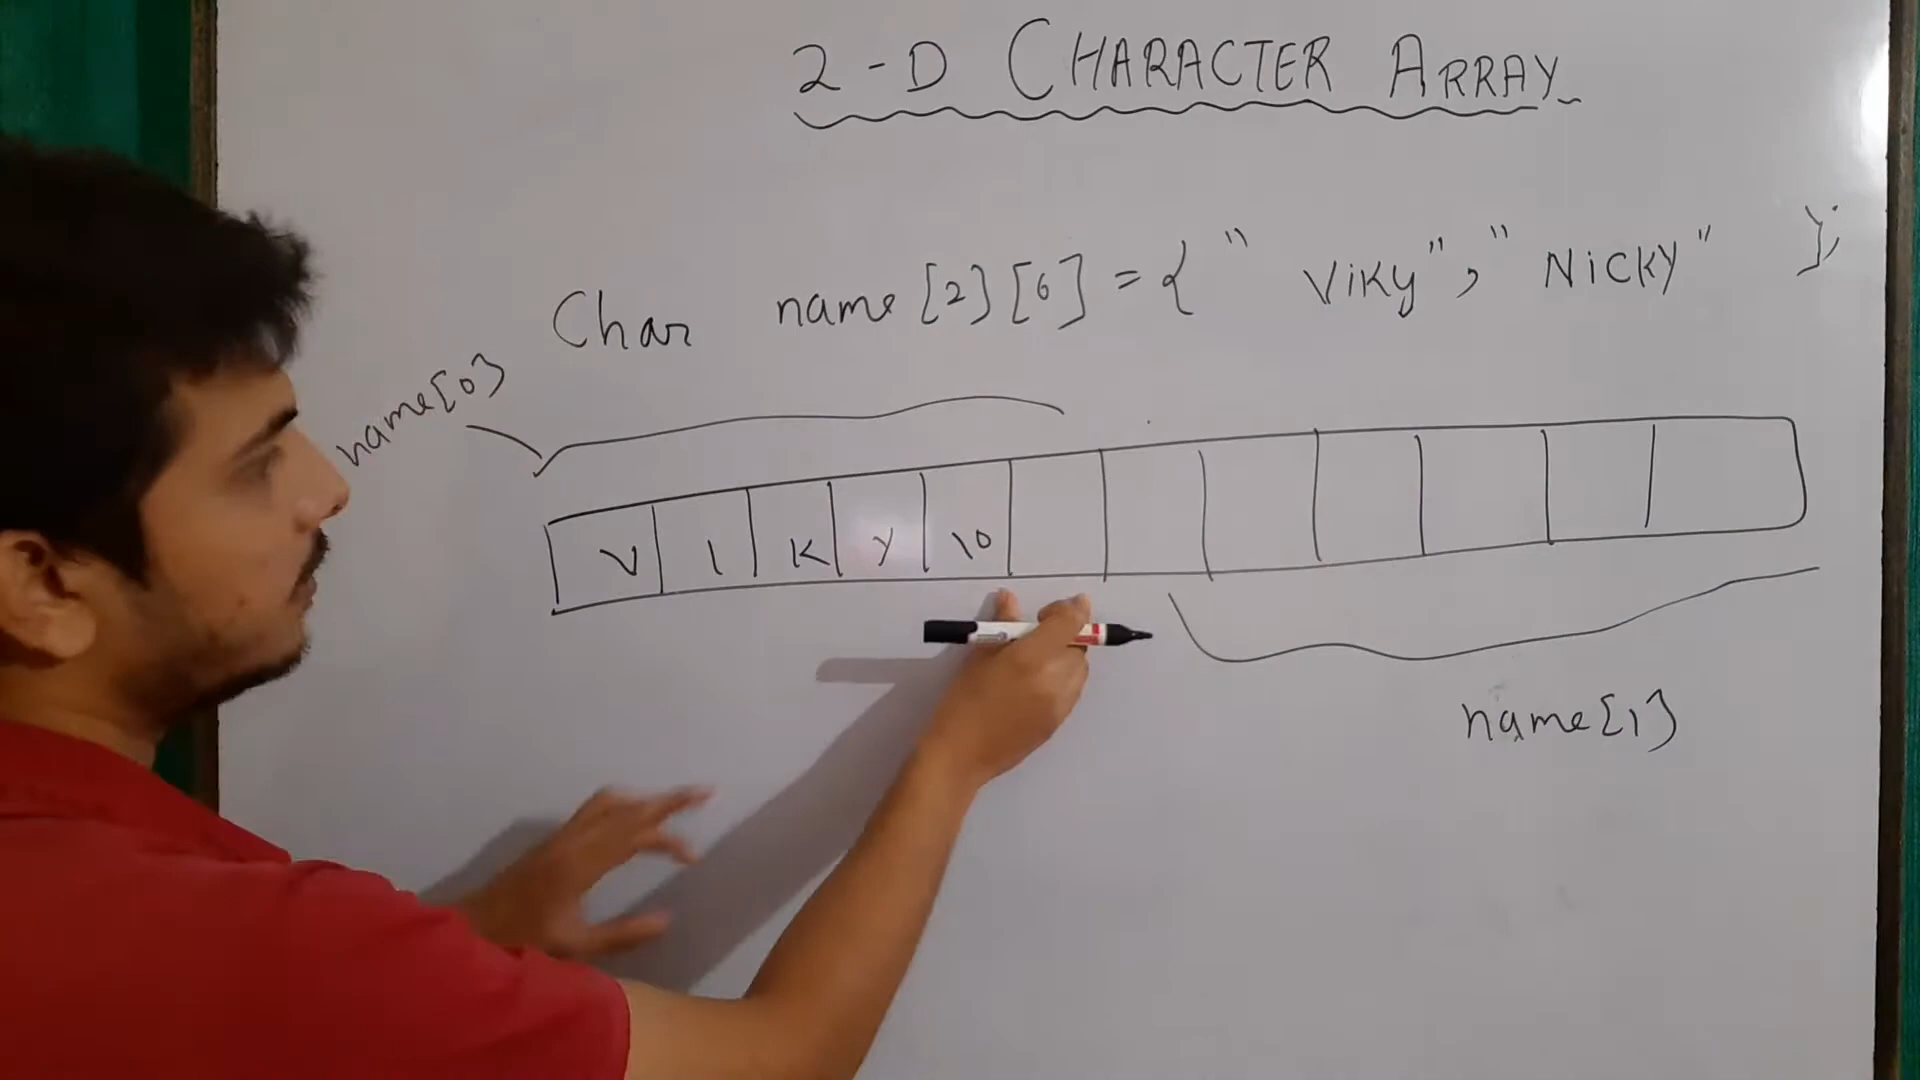 2-D CHARACTER ARRAY
Char name[2][6] = { "Viky", "Nicky" };
name[0]
V I K Y \0
name[1]